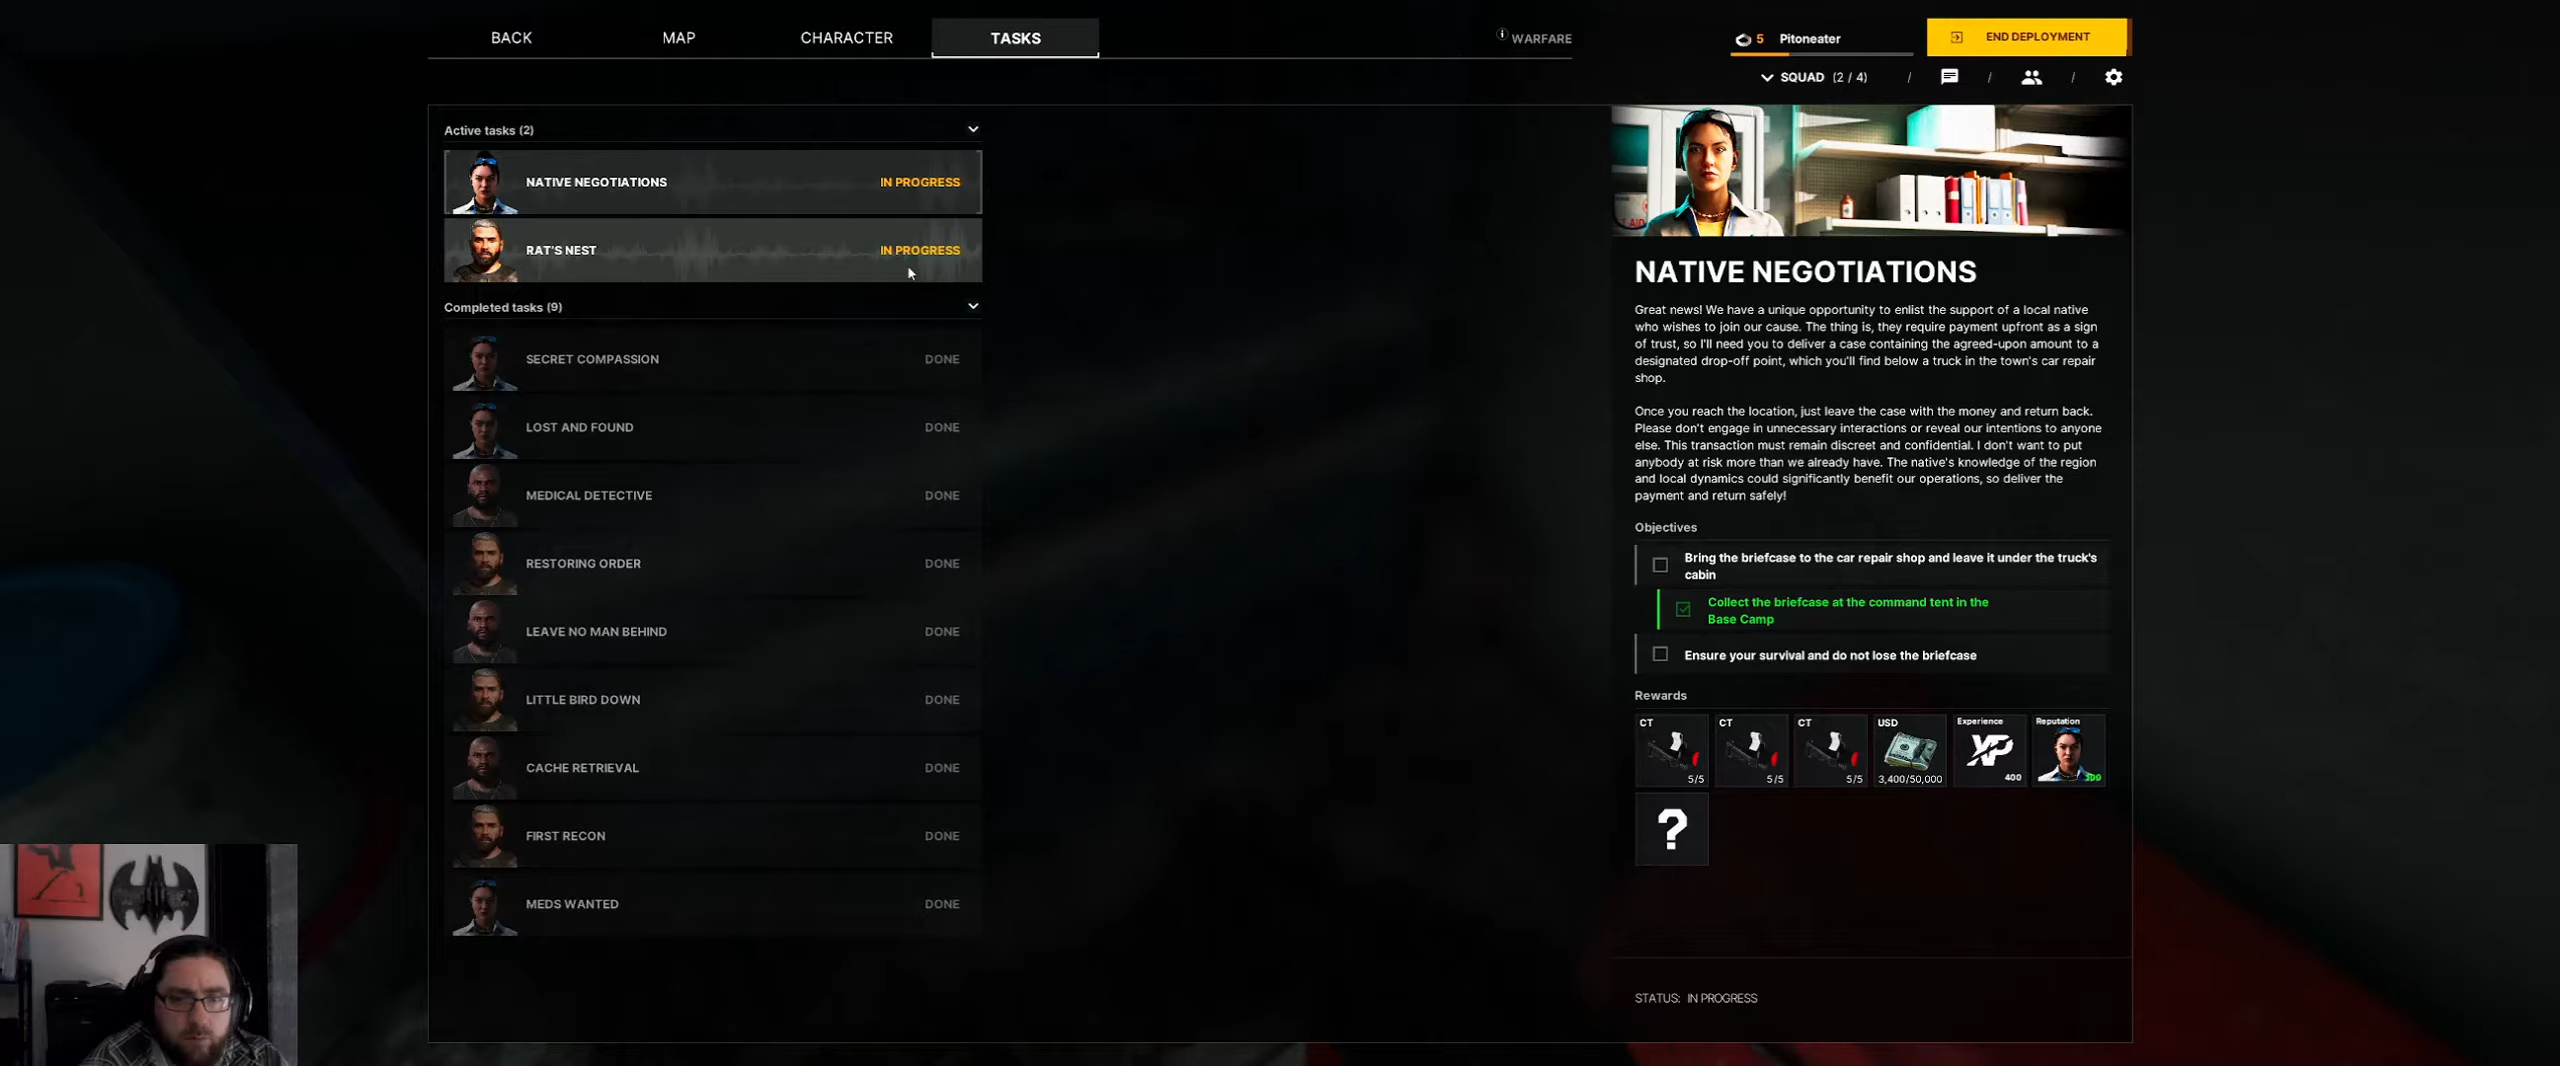 BACK
MAP
CHARACTER
TASKS
WARFARE
5 Pitoneater
END DEPLOYMENT
SQUAD (2 / 4)
/
/
/
Active tasks (2)
NATIVE NEGOTIATIONS IN PROGRESS
RAT'S NEST IN PROGRESS
Completed tasks (9)
SECRET COMPASSION DONE
LOST AND FOUND DONE
MEDICAL DETECTIVE DONE
RESTORING ORDER DONE
LEAVE NO MAN BEHIND DONE
LITTLE BIRD DOWN DONE
CACHE RETRIEVAL DONE
FIRST RECON DONE
MEDS WANTED DONE
NATIVE NEGOTIATIONS
Great news! We have a unique opportunity to enlist the support of a local native
who wishes to join our cause. The thing is, they require payment upfront as a sign
of trust, so I'll need you to deliver a case containing the agreed-upon amount to a
designated drop-off point, which you'll find below a truck in the town's car repair
shop.
Once you reach the location, just leave the case with the money and return back.
Please don't engage in unnecessary interactions or reveal our intentions to anyone
else. This transaction must remain discreet and confidential. I don't want to put
anybody at risk more than we already have. The native's knowledge of the region
and local dynamics could significantly benefit our operations, so deliver the
payment and return safely!
Objectives
Bring the briefcase to the car repair shop and leave it under the truck's
cabin
Collect the briefcase at the command tent in the
Base Camp
Ensure your survival and do not lose the briefcase
Rewards
CT
5/5
CT
5/5
CT
5/5
USD
3,400/50,000
Experience
XP
400
Reputation
?
STATUS: IN PROGRESS